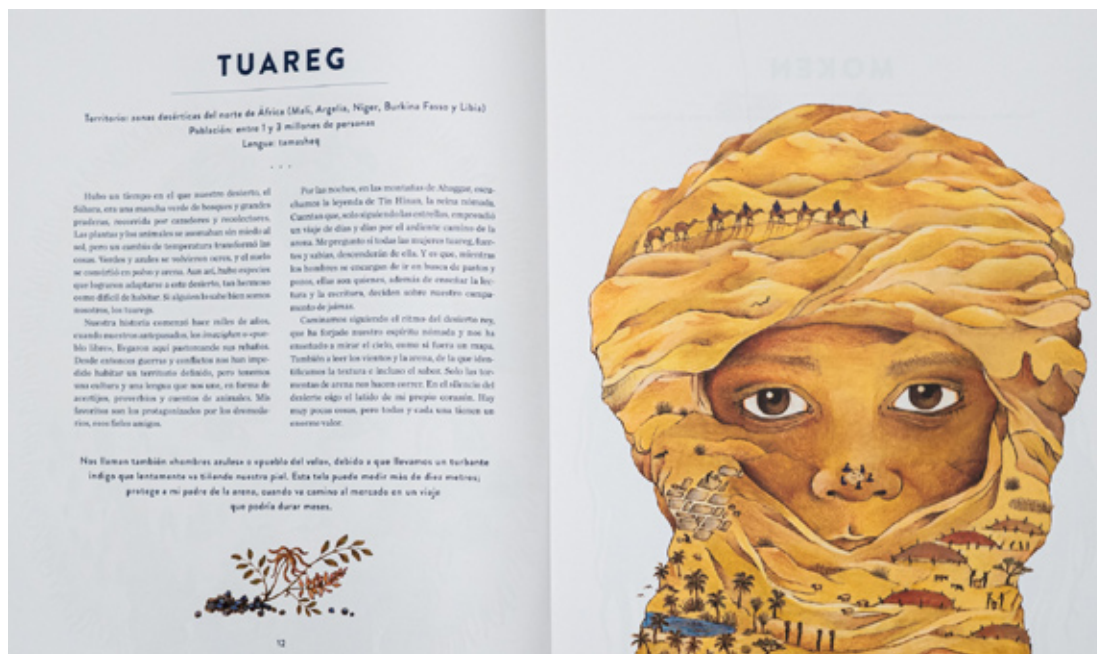 TUAREG
Territorio: zonas desérticas del norte de África (Malí, Argelia, Níger, Burkina Fasso y Libia)
Población: entre 1 y 3 millones de personas
Lengua: tamasheq
Hubo un tiempo en el que nuestro desierto, el
Sáhara, era una mancha verde de bosques y grandes
praderas, recorrida por cazadores y recolectores.
Las plantas y los animales se asomaban sin miedo al
sol, pero un cambio de temperatura transformó las
cosas. Verdes y azules se volvieron ocres, y el suelo
se convirtió en polvo y arena. Aun así, hubo especies
que lograron adaptarse a este desierto, tan hermoso
como difícil de habitar. Si alguien lo sabe bien somos
nosotros, los tuaregs.
Nuestra historia comenzó hace miles de años,
cuando nuestros antepasados, los imazighen o «pue-
blo libre», llegaron aquí pastoreando sus rebaños.
Desde entonces guerras y conflictos nos han impe-
dido habitar un territorio definido, pero tenemos
una cultura y una lengua que nos une, en forma de
acertijos, proverbios y cuentos de animales. Mis
favoritos son los protagonizados por los dromeda-
rios, esos fieles amigos.
Por las noches, en las montañas de Ahaggar, escu-
chamos la leyenda de Tin Hinan, la reina nómada.
Cuentan que, solo siguiendo las estrellas, emprendió
un viaje de días y días por el ardiente camino de la
arena. Me pregunto si todas las mujeres tuareg, fuer-
tes y sabias, descenderán de ella. Y es que, mientras
los hombres se encargan de ir en busca de pastos y
pozos, ellas son quienes, además de enseñar la lec-
tura y la escritura, deciden sobre nuestro campa-
mento de jaimas.
Caminamos siguiendo el ritmo del desierto rey,
que ha forjado nuestro espíritu nómada y nos ha
enseñado a mirar el cielo, como si fuera un mapa.
También a leer los vientos y la arena, de la que iden-
tificamos la textura e incluso el sabor. Solo las tor-
mentas de arena nos hacen correr. En el silencio del
desierto oigo el latido de mi propio corazón. Hay
muy pocas cosas, pero todas y cada una tienen un
enorme valor.
Nos llaman también «hombres azules» o «pueblo del velo», debido a que llevamos un turbante
índigo que lentamente va tiñendo nuestra piel. Esta tela puede medir más de diez metros;
protege a mi padre de la arena, cuando va camino al mercado en un viaje
que podría durar meses.
12